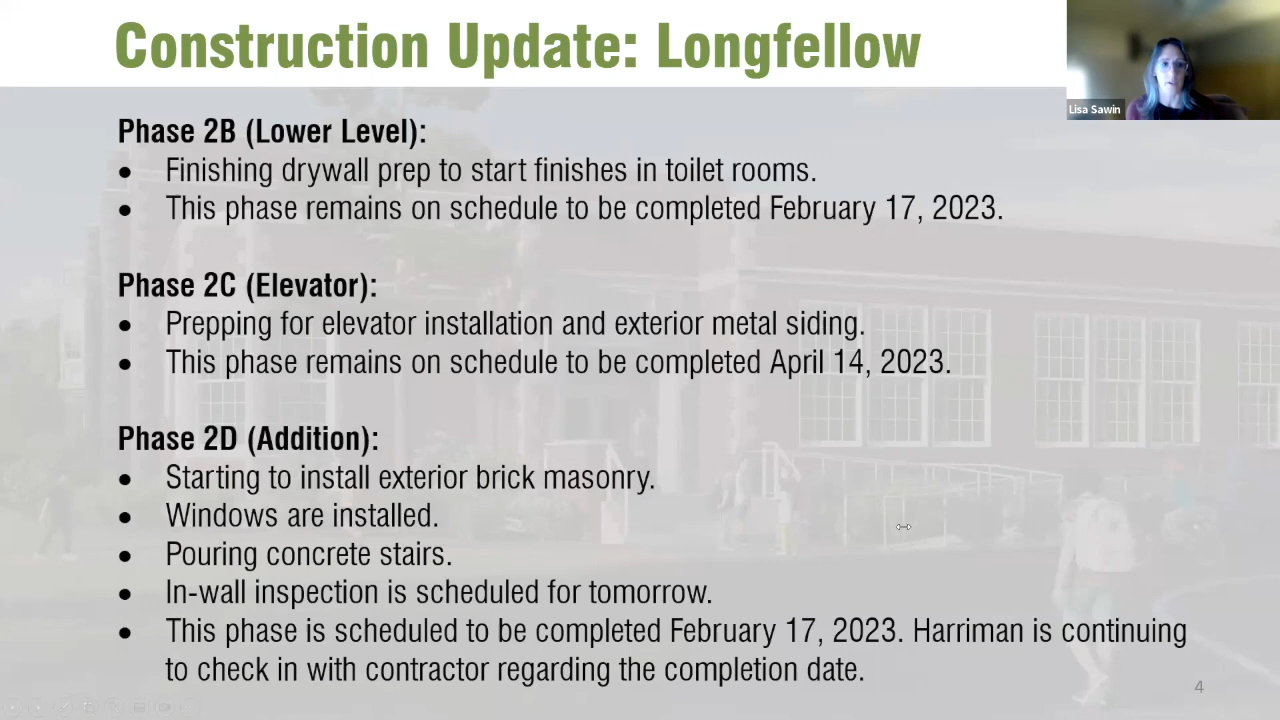 Construction Update: Longfellow
Lisa Sawin
Phase 2B (Lower Level):
• Finishing drywall prep to start finishes in toilet rooms.
• This phase remains on schedule to be completed February 17, 2023.
Phase 2C (Elevator):
• Prepping for elevator installation and exterior metal siding.
• This phase remains on schedule to be completed April 14, 2023.
Phase 2D (Addition):
• Starting to install exterior brick masonry.
• Windows are installed.
• Pouring concrete stairs.
• In-wall inspection is scheduled for tomorrow.
• This phase is scheduled to be completed February 17, 2023. Harriman is continuing
to check in with contractor regarding the completion date.
4